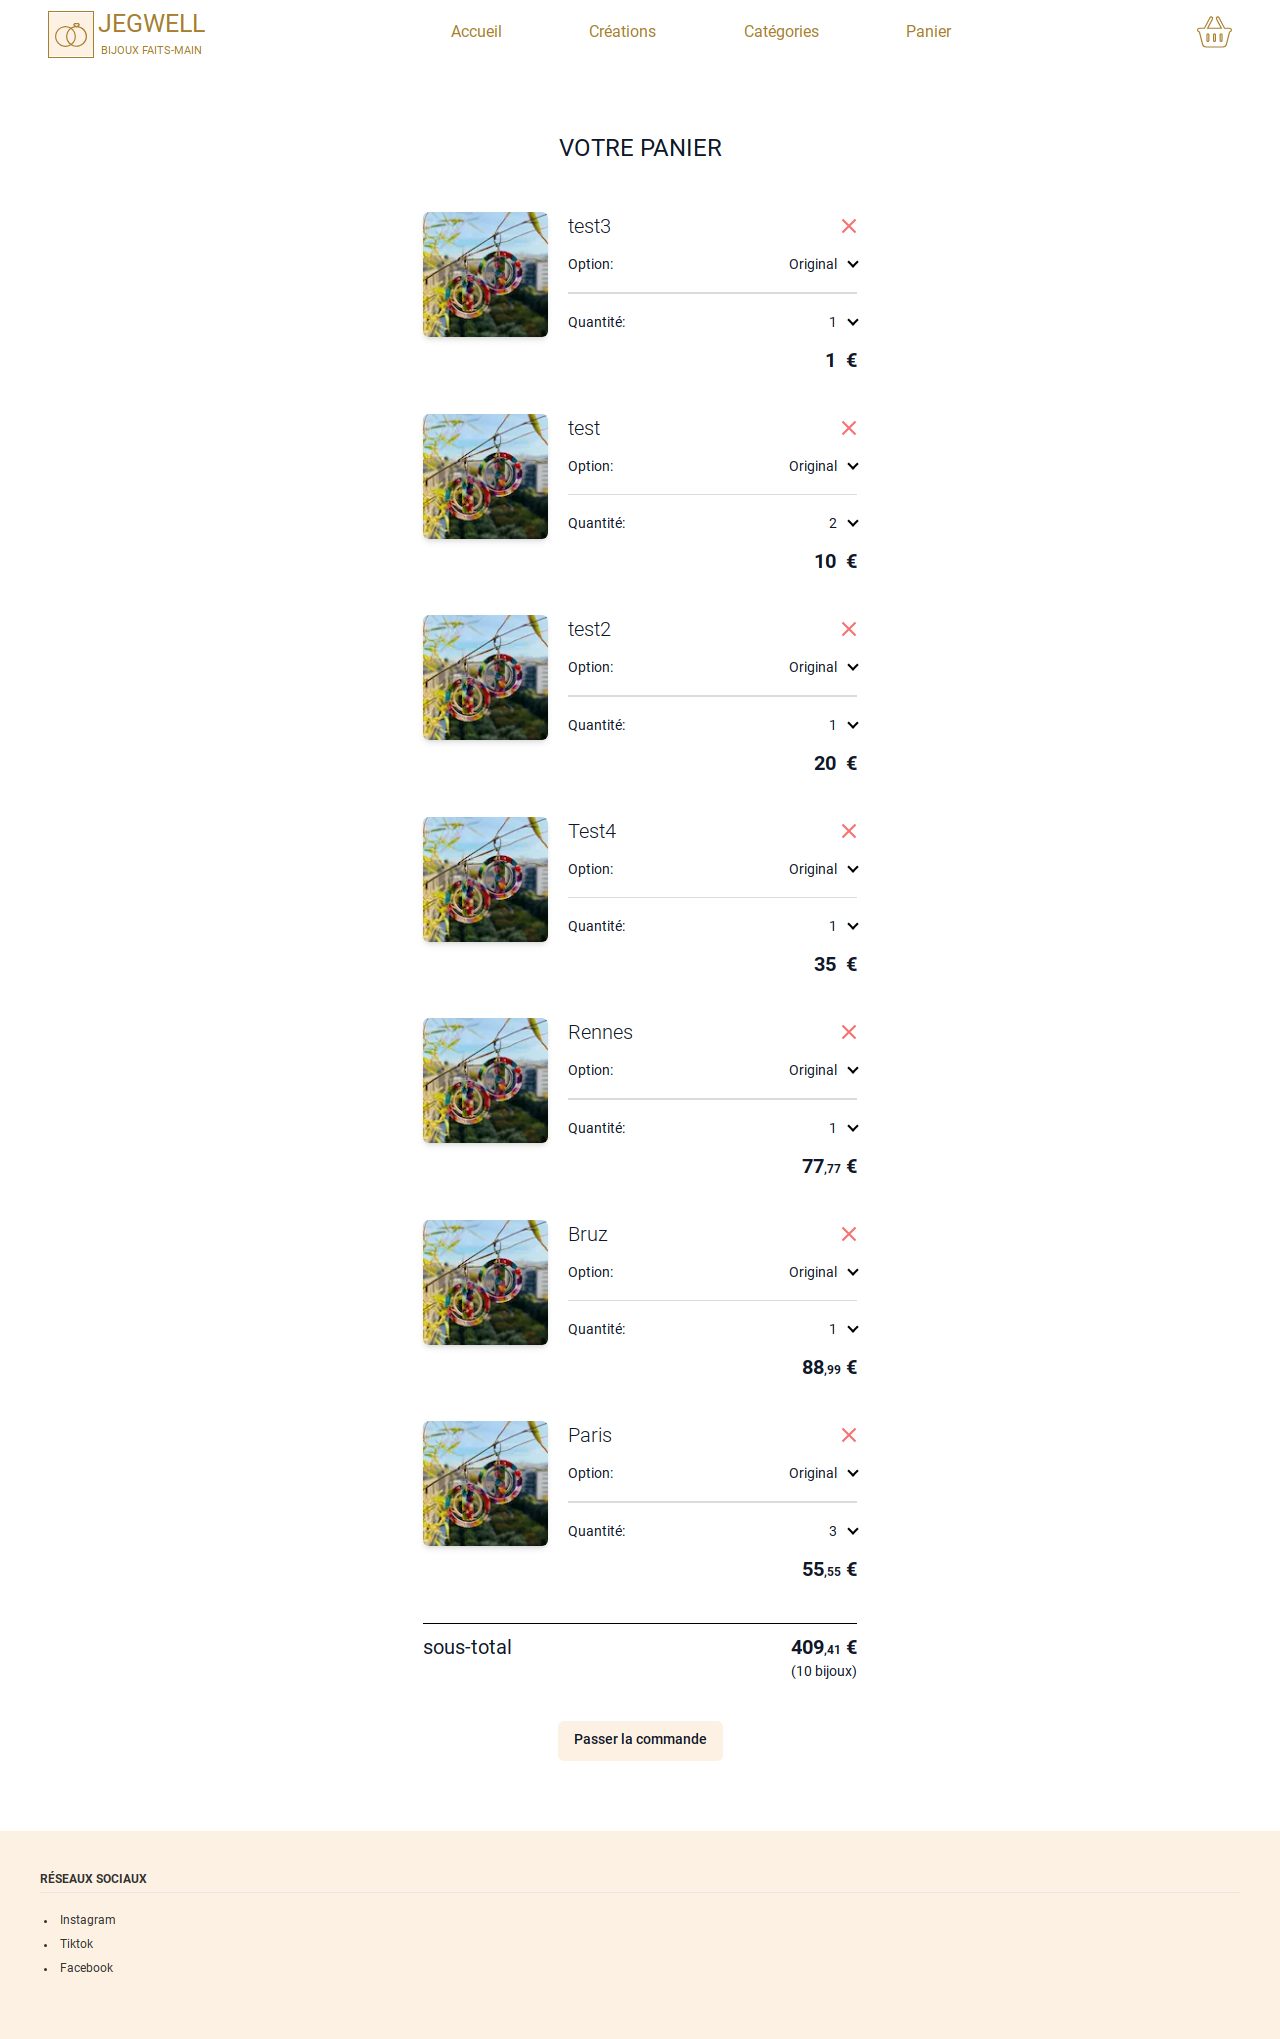 JEGWELL
BIJOUX FAITS-MAIN
Accueil Créations Catégories Panier
VOTRE PANIER
test3
Option: Original
Quantité: 1
1 €
test
Option: Original
Quantité: 2
10 €
test2
Option: Original
Quantité: 1
20 €
Test4
Option: Original
Quantité: 1
35 €
Rennes
Option: Original
Quantité: 1
77,77 €
Bruz
Option: Original
Quantité: 1
88,99 €
Paris
Option: Original
Quantité: 3
55,55 €
sous-total 409,41 €
(10 bijoux)
Passer la commande
RÉSEAUX SOCIAUX
• Instagram
• Tiktok
• Facebook